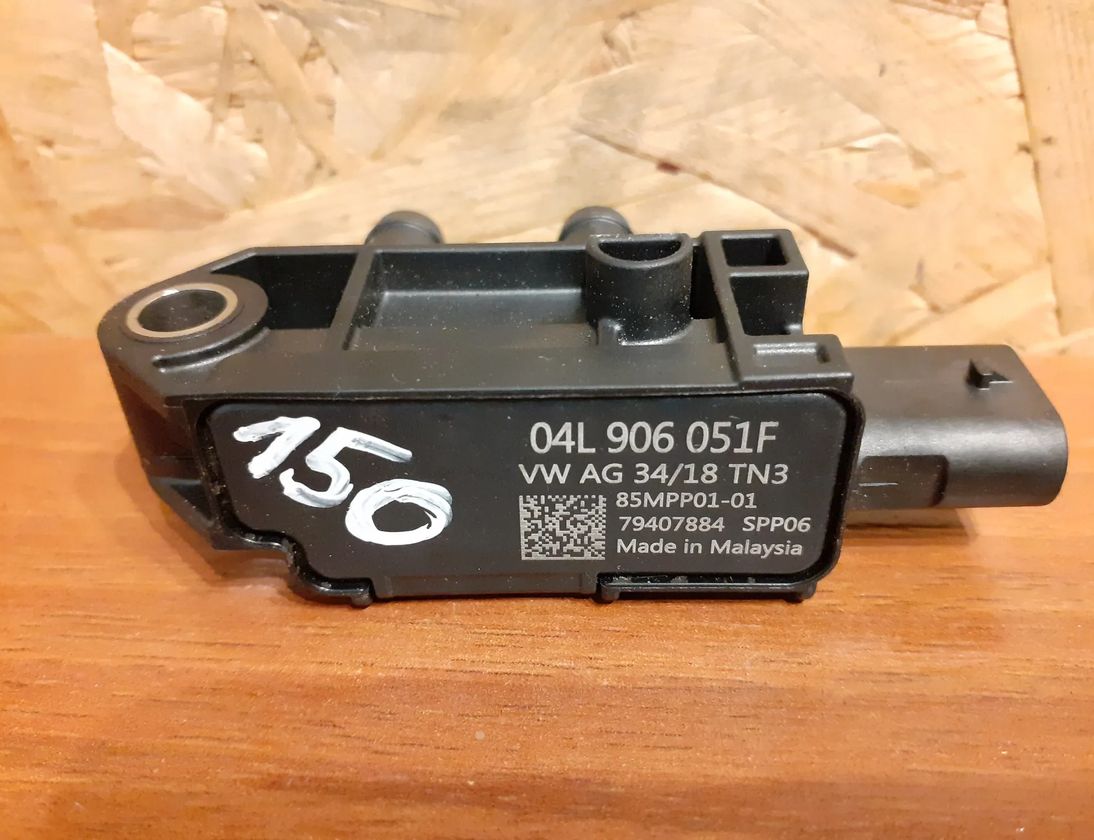 150
04L 906 051F
VW AG 34/18 TN3
85MPP01-01
79407884 SPP06
Made in Malaysia